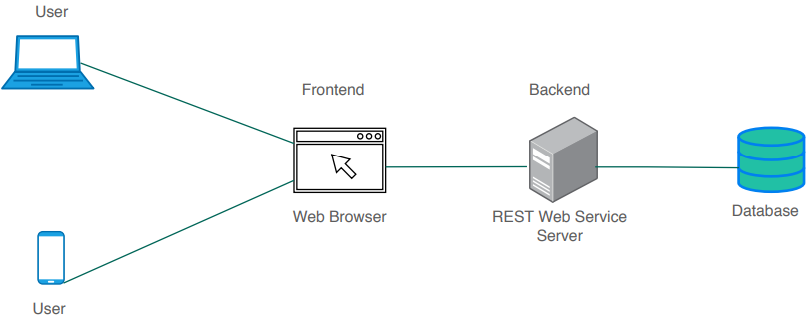 User
Frontend
Backend
Web Browser
REST Web Service
Server
Database
User